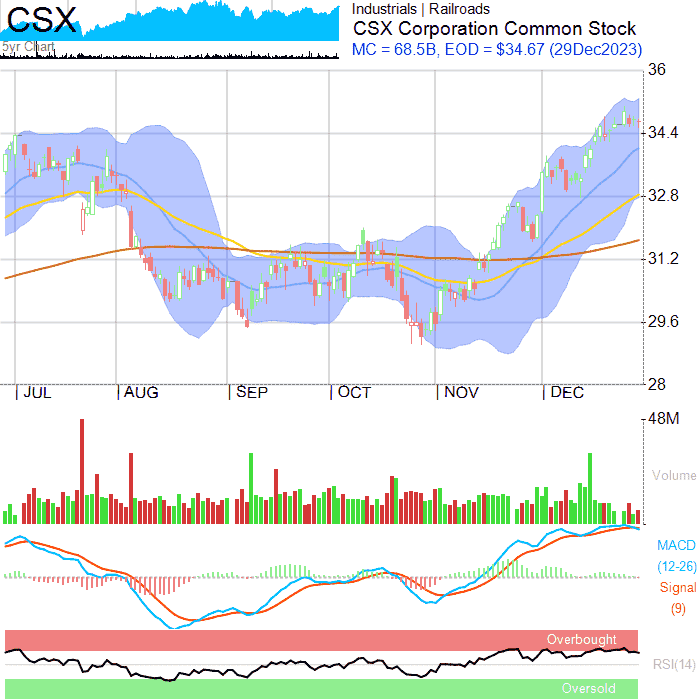 CSX
5yr Chart
Industrials | Railroads
CSX Corporation Common Stock
MC = 68.5B, EOD = $34.67 (29Dec2023)
36
34.4
32.8
31.2
29.6
28
| JUL | AUG | SEP | OCT | NOV | DEC
48M
Volume
MACD
(12-26)
Signal
(9)
Overbought
RSI(14)
Oversold